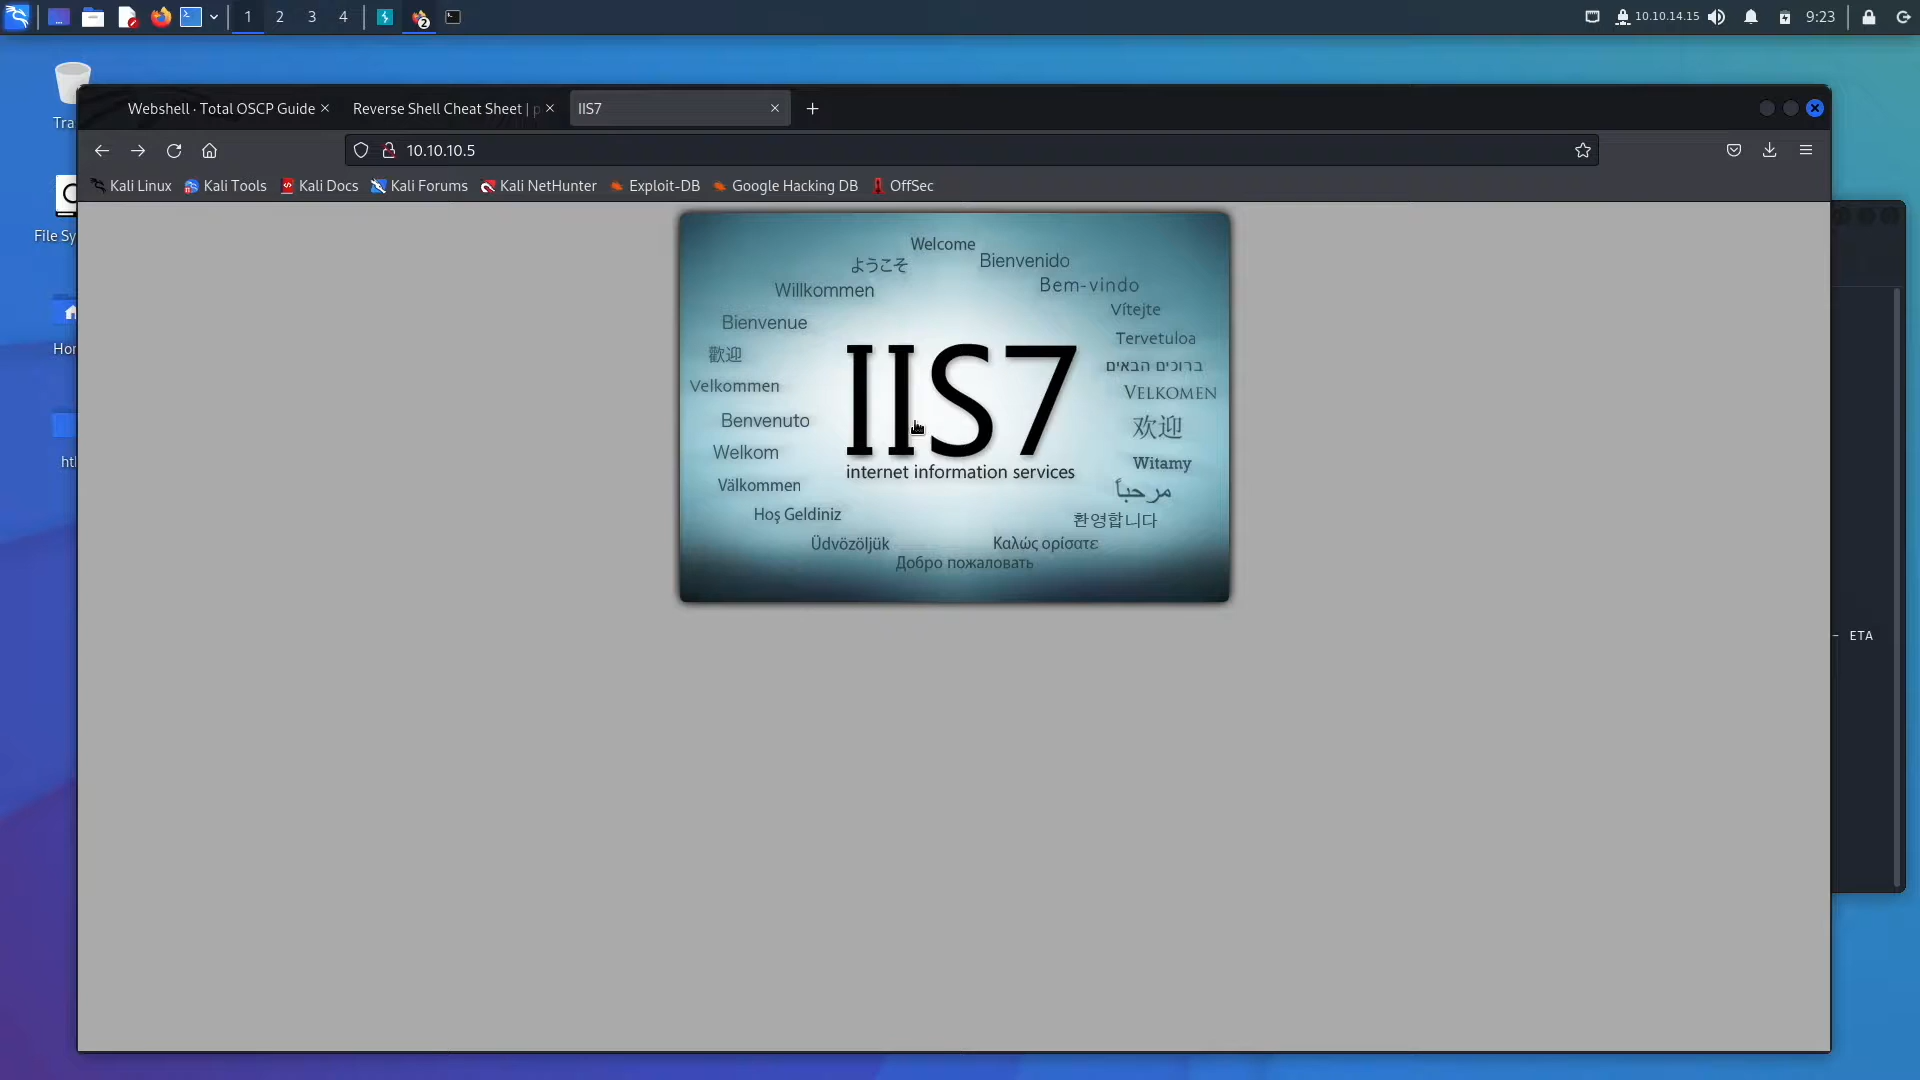 1 2 3 4 2 10.10.14.15 9:23
Webshell · Total OSCP Guide Reverse Shell Cheat Sheet | IIS7
10.10.10.5
Kali Linux Kali Tools Kali Docs Kali Forums Kali NetHunter Exploit-DB Google Hacking DB OffSec
Tra
File Sy
Hor
htl
Welcome
Bienvenido
ようこそ
Bem-vindo
Willkommen
Vítejte
Bienvenue
Tervetuloa
歡迎
ברוכים הבאים
Velkommen
VELKOMEN
Benvenuto
欢迎
Welkom
Witamy
Välkommen
مرحباً
Hoş Geldiniz
환영합니다
Üdvözöljük
Καλώς ορίσατε
Добро пожаловать
IIS7
internet information services
- ETA